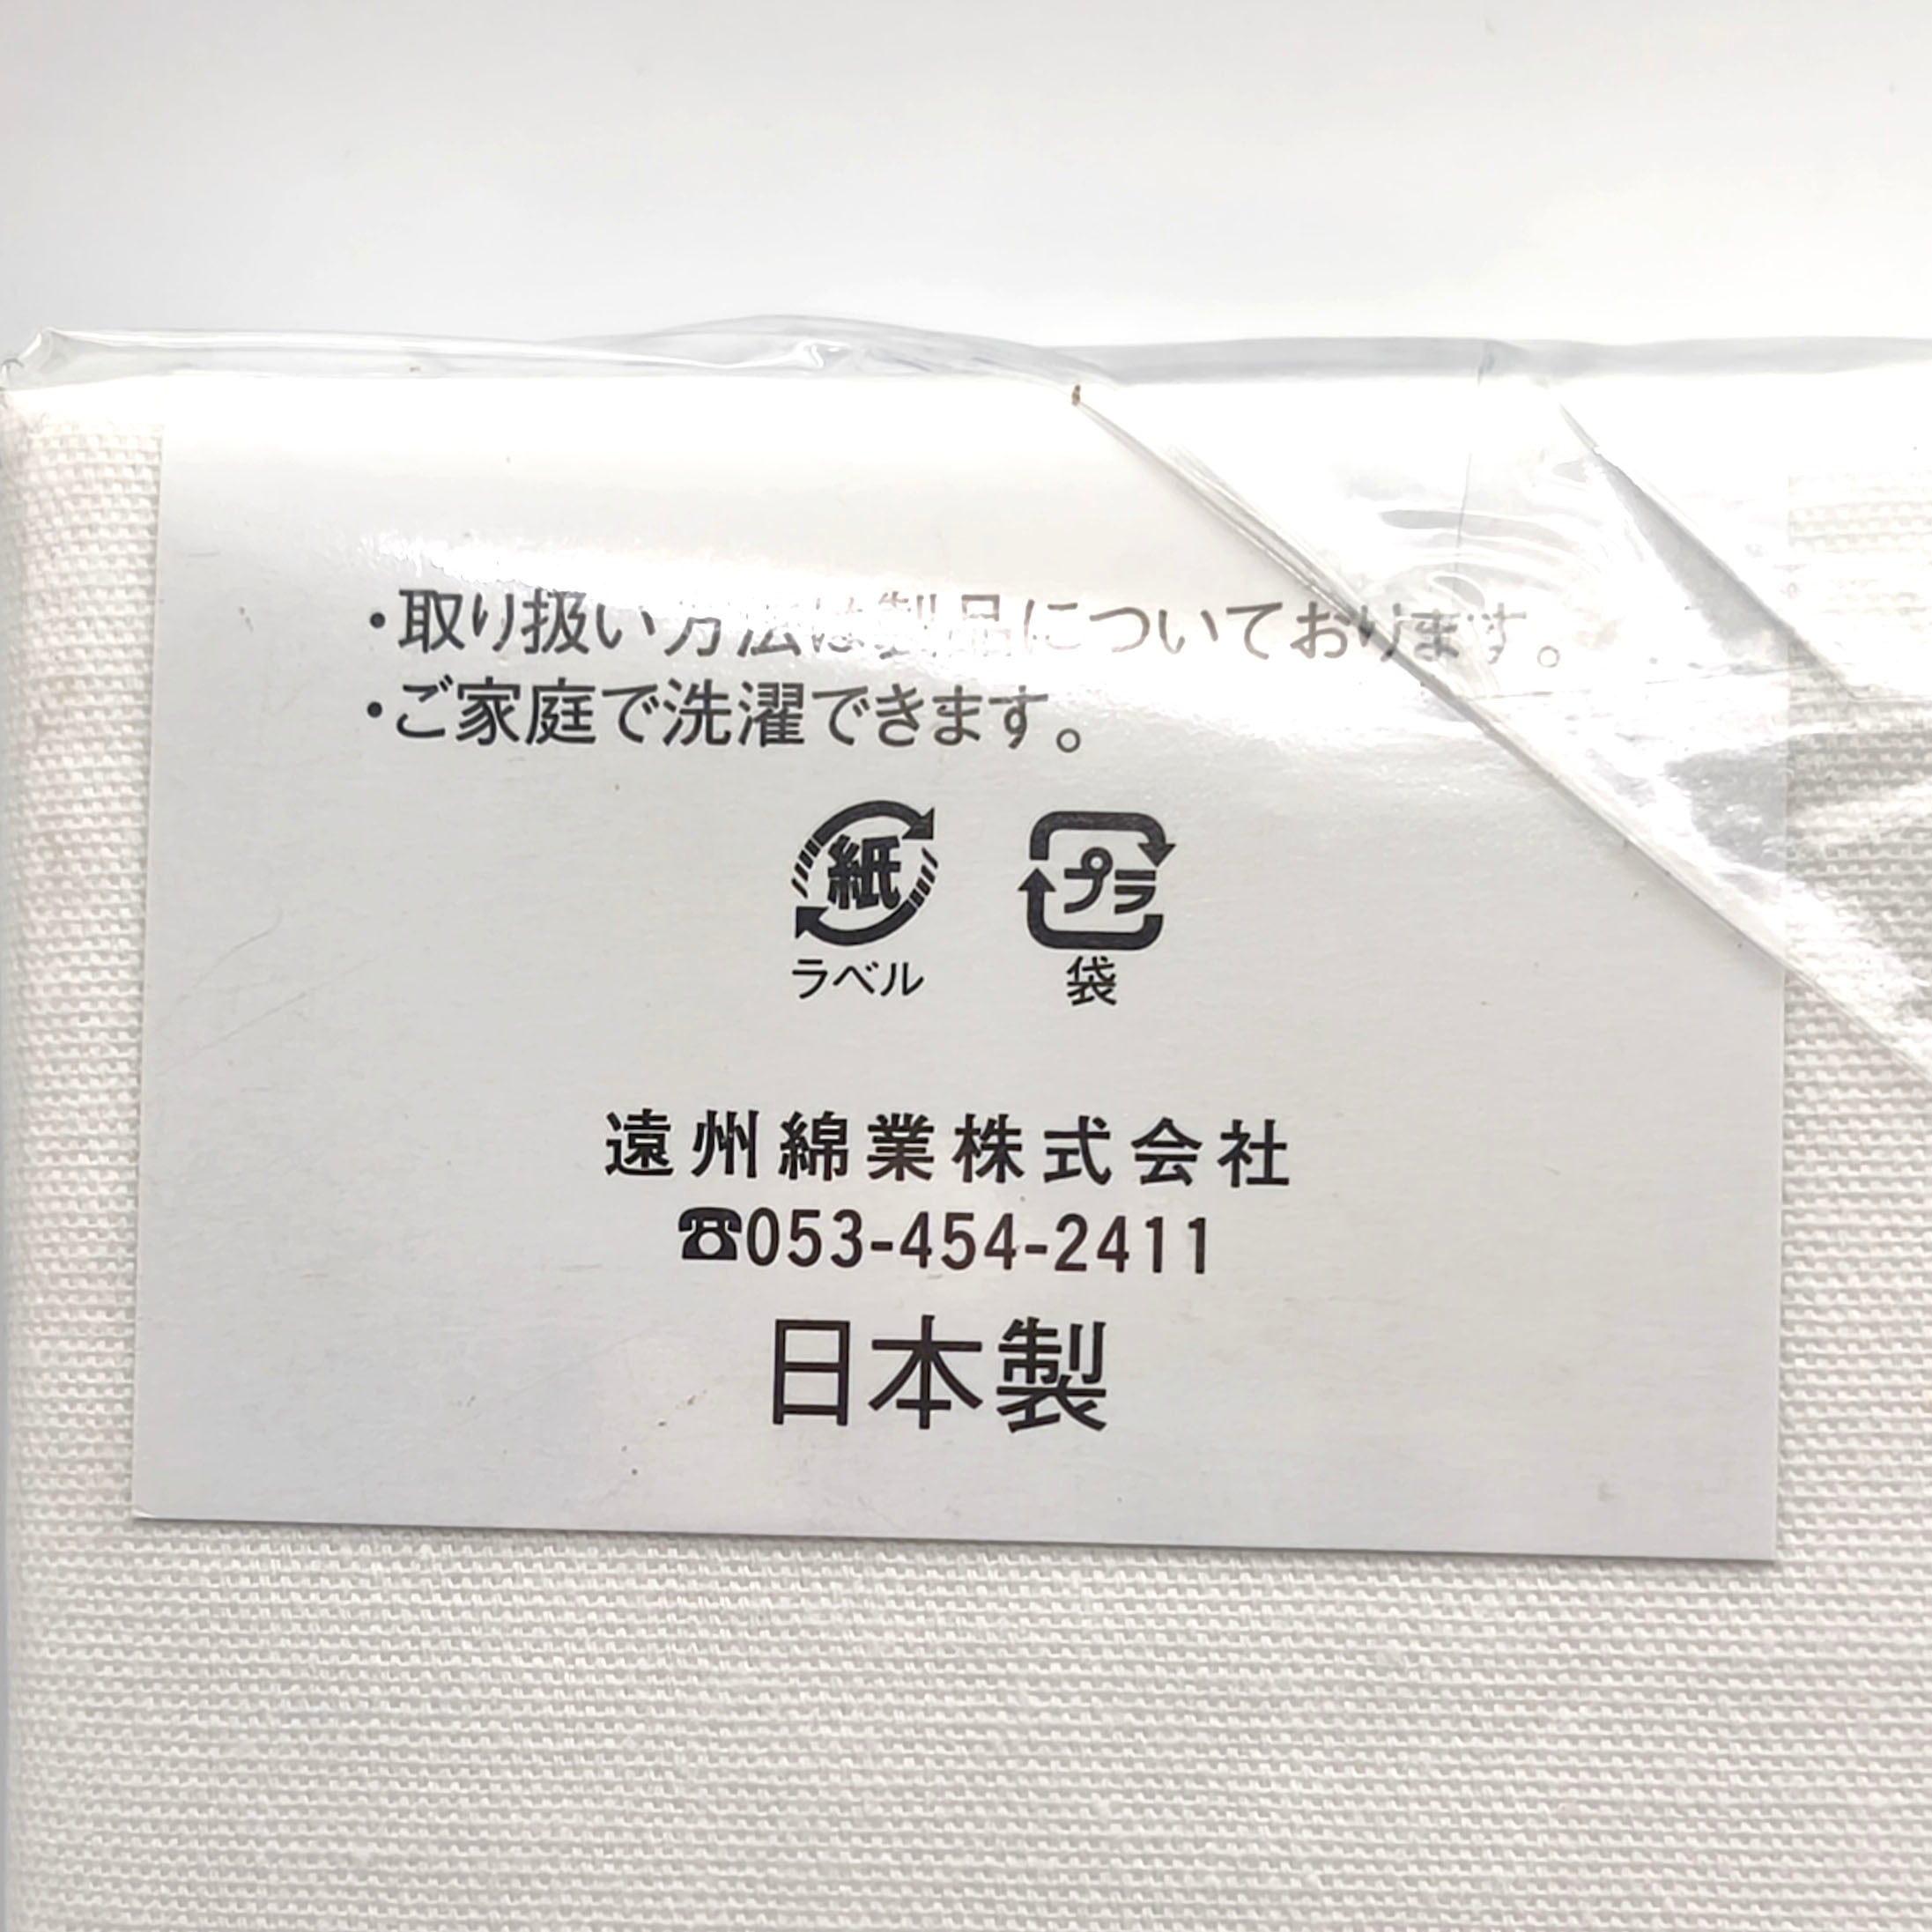 ・取り扱い方法は製品についております。
・ご家庭で洗濯できます。
紙 プラ
ラベル 袋
遠州綿業株式会社
☎053-454-2411
日本製